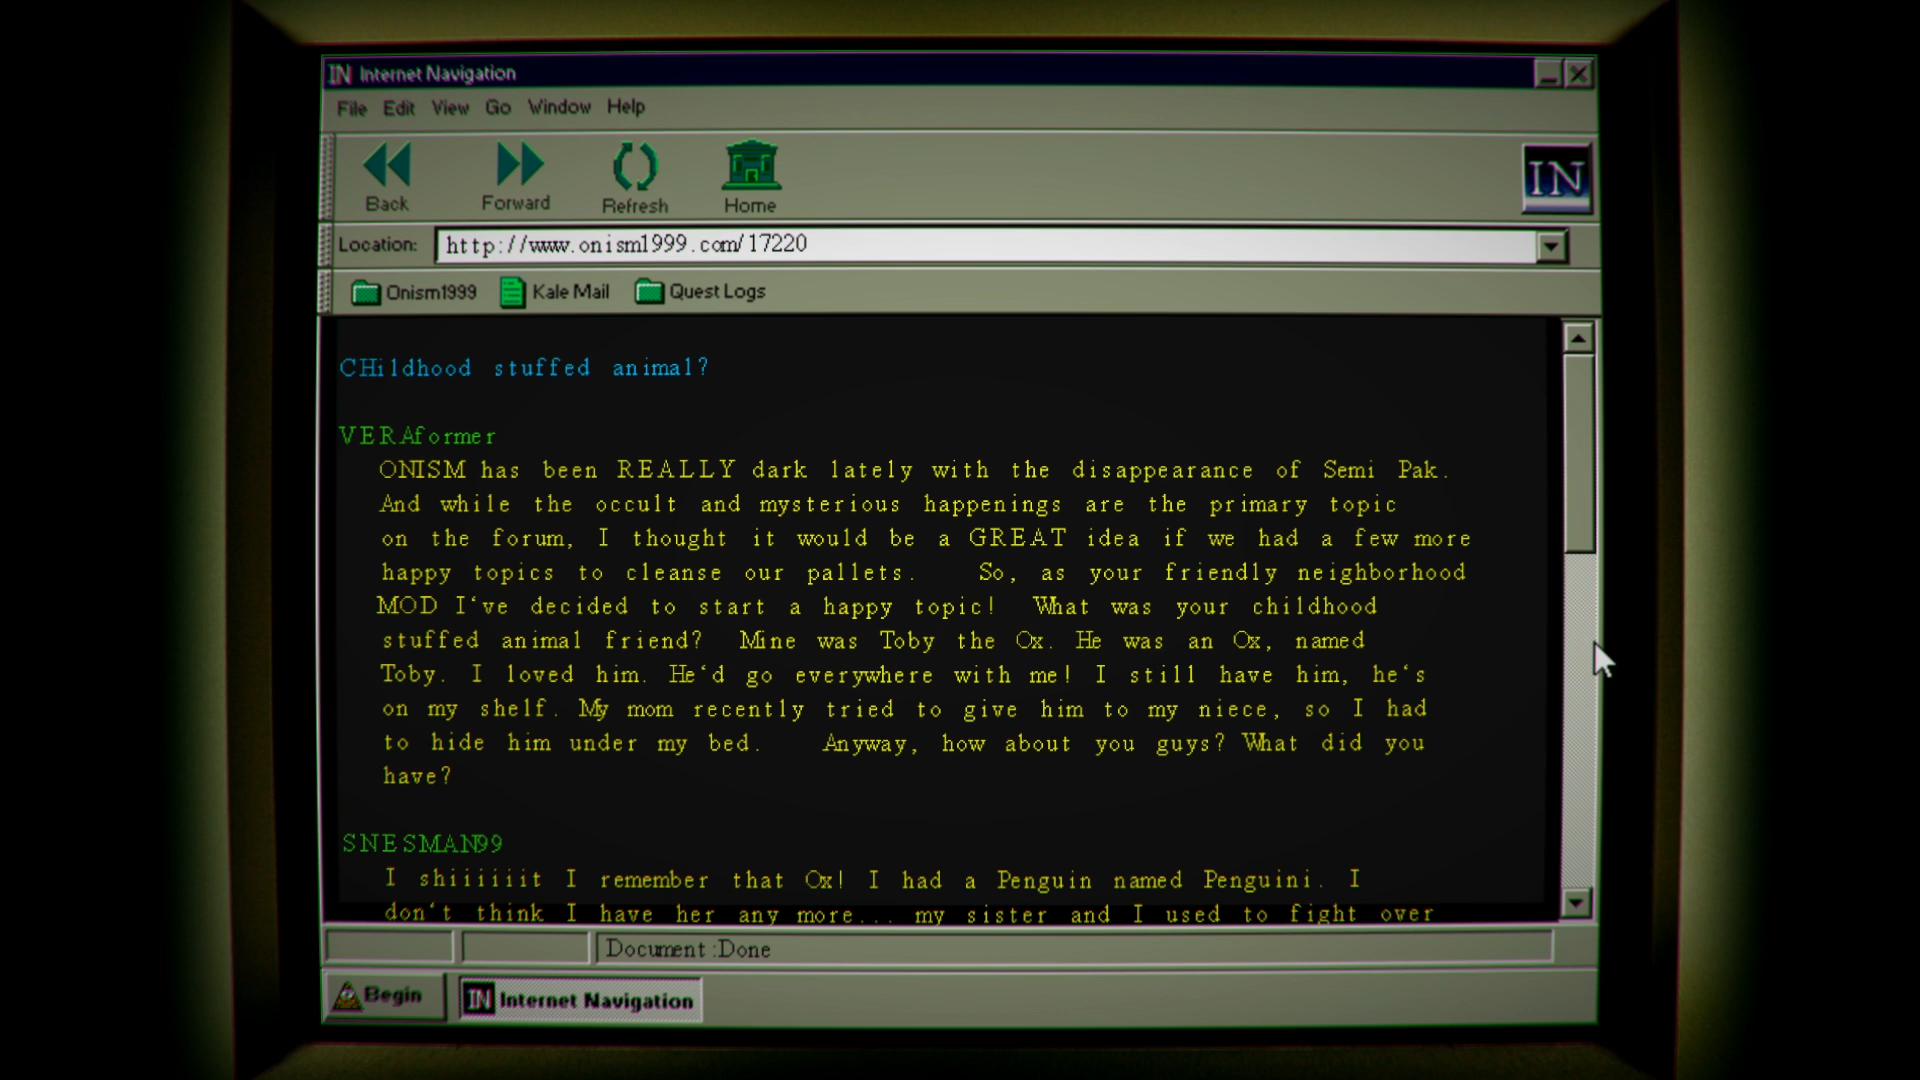 IN Internet Navigation
File Edit View Go Window Help
Back Forward Refresh Home
IN
Location: http://www.onism1999.com/17220
Onism1999 Kale Mail Quest Logs
CHildhood stuffed animal?
VERAformer
ONISM has been REALLY dark lately with the disappearance of Semi Pak.
And while the occult and mysterious happenings are the primary topic
on the forum, I thought it would be a GREAT idea if we had a few more
happy topics to cleanse our pallets. So, as your friendly neighborhood
MOD I've decided to start a happy topic! What was your childhood
stuffed animal friend? Mine was Toby the Ox. He was an Ox, named
Toby. I loved him. He'd go everywhere with me! I still have him, he's
on my shelf. My mom recently tried to give him to my niece, so I had
to hide him under my bed. Anyway, how about you guys? What did you
have?
SNESMAN99
I shiiiiiit I remember that Ox! I had a Penguin named Penguini. I
don't think I have her any more... my sister and I used to fight over
Document :Done
Begin IN Internet Navigation